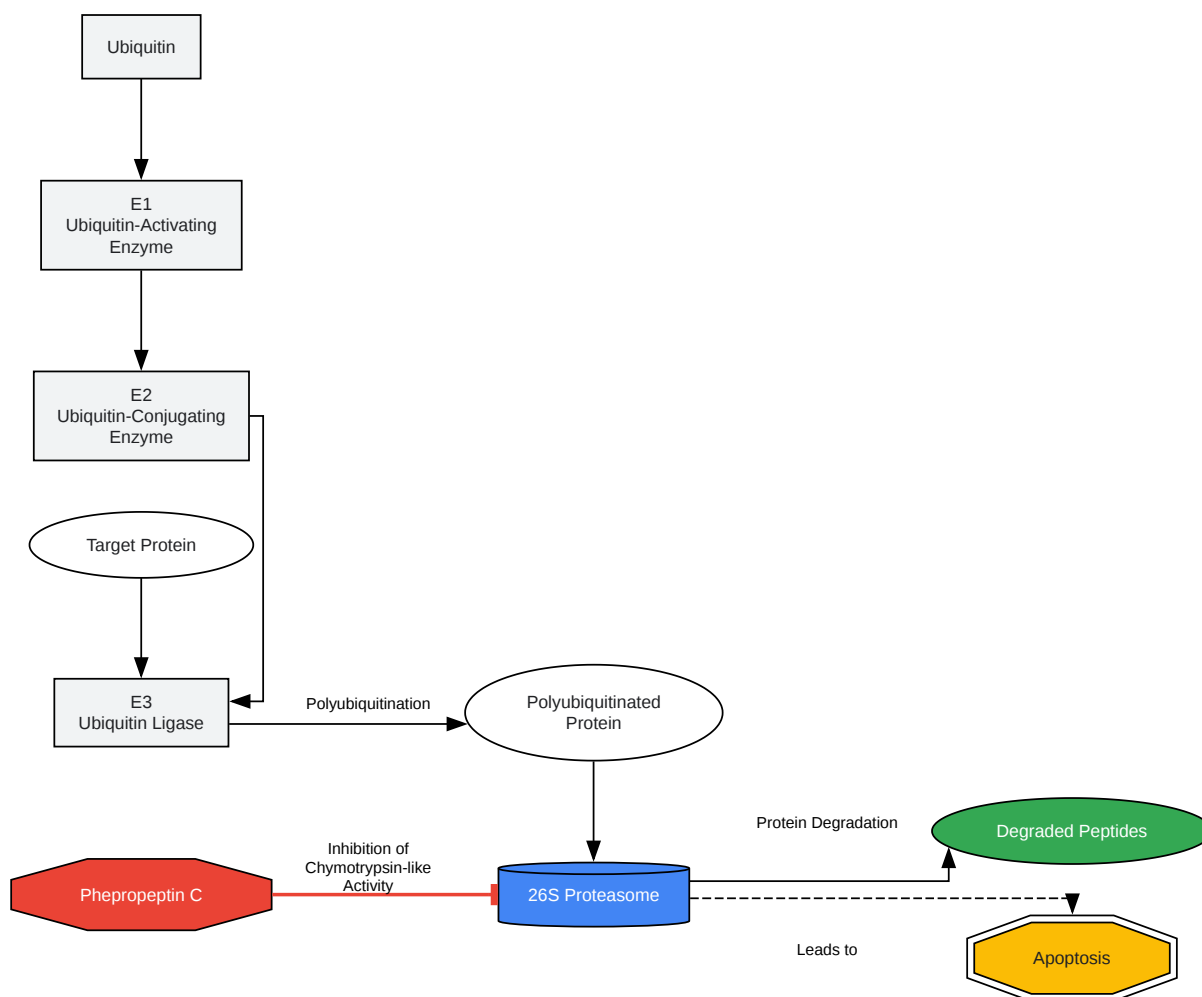 Ubiquitin
E1
Ubiquitin-Activating
Enzyme
E2
Ubiquitin-Conjugating
Enzyme
Target Protein
E3
Ubiquitin Ligase
Polyubiquitination
Polyubiquitinated
Protein
Protein Degradation
Degraded Peptides
Inhibition of
Chymotrypsin-like
Activity
Phepropeptin C
26S Proteasome
Leads to
Apoptosis